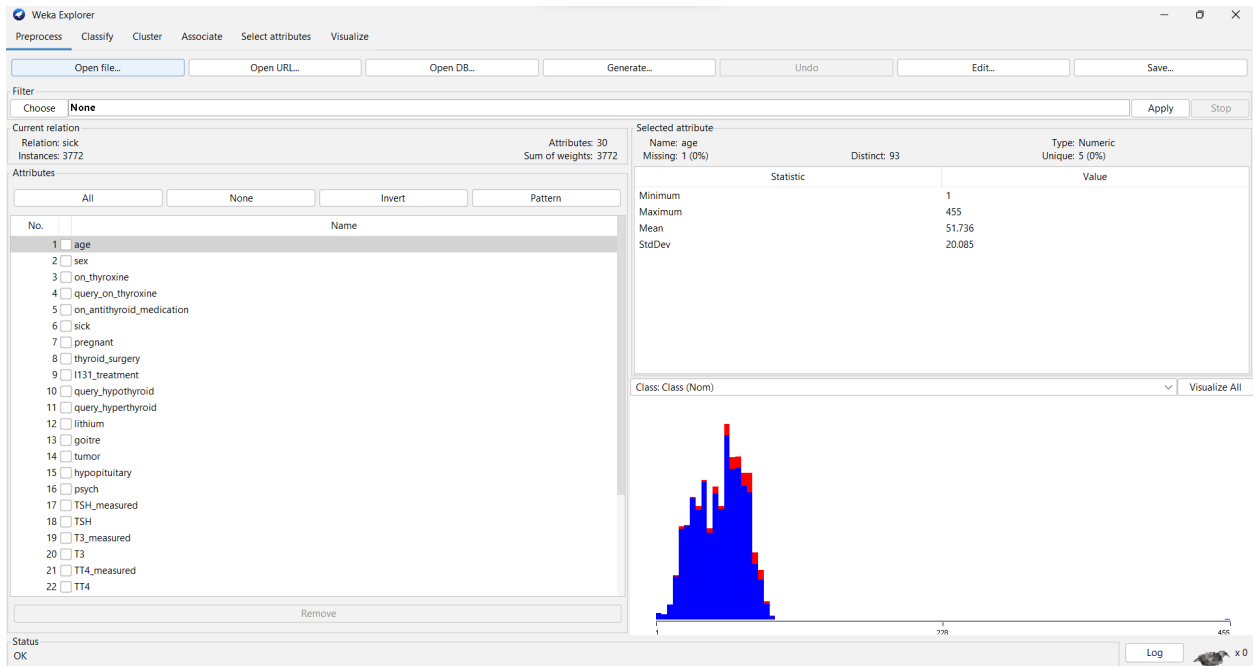 Weka Explorer
Preprocess Classify Cluster Associate Select attributes Visualize
Open file... Open URL... Open DB... Generate... Undo Edit... Save...
Filter
Choose None Apply Stop
Current relation
Relation: sick Attributes: 30
Instances: 3772 Sum of weights: 3772
Selected attribute
Name: age Type: Numeric
Missing: 1 (0%) Distinct: 93 Unique: 5 (0%)
Attributes
All None Invert Pattern
No. Name
1 age
2 sex
3 on_thyroxine
4 query_on_thyroxine
5 on_antithyroid_medication
6 sick
7 pregnant
8 thyroid_surgery
9 I131_treatment
10 query_hypothyroid
11 query_hyperthyroid
12 lithium
13 goitre
14 tumor
15 hypopituitary
16 psych
17 TSH_measured
18 TSH
19 T3_measured
20 T3
21 TT4_measured
22 TT4
Remove
Statistic Value
Minimum 1
Maximum 455
Mean 51.736
StdDev 20.085
Class: Class (Nom) Visualize All
1 228 455
Status
OK
Log x 0